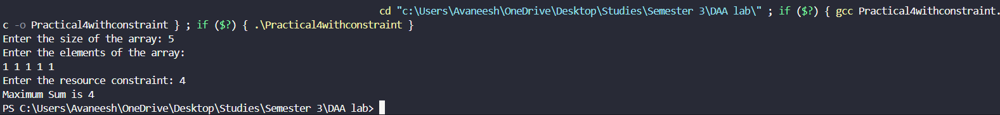 cd "c:\Users\Avaneesh\OneDrive\Desktop\Studies\Semester 3\DAA lab\" ; if ($?) { gcc Practical4withconstraint.
c -o Practical4withconstraint } ; if ($?) { .\Practical4withconstraint }
Enter the size of the array: 5
Enter the elements of the array:
1 1 1 1 1
Enter the resource constraint: 4
Maximum Sum is 4
PS C:\Users\Avaneesh\OneDrive\Desktop\Studies\Semester 3\DAA lab>